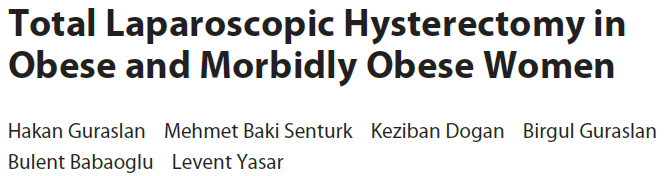 Total Laparoscopic Hysterectomy in
Obese and Morbidly Obese Women
Hakan Guraslan Mehmet Baki Senturk Keziban Dogan Birgul Guraslan
Bulent Babaoglu Levent Yasar